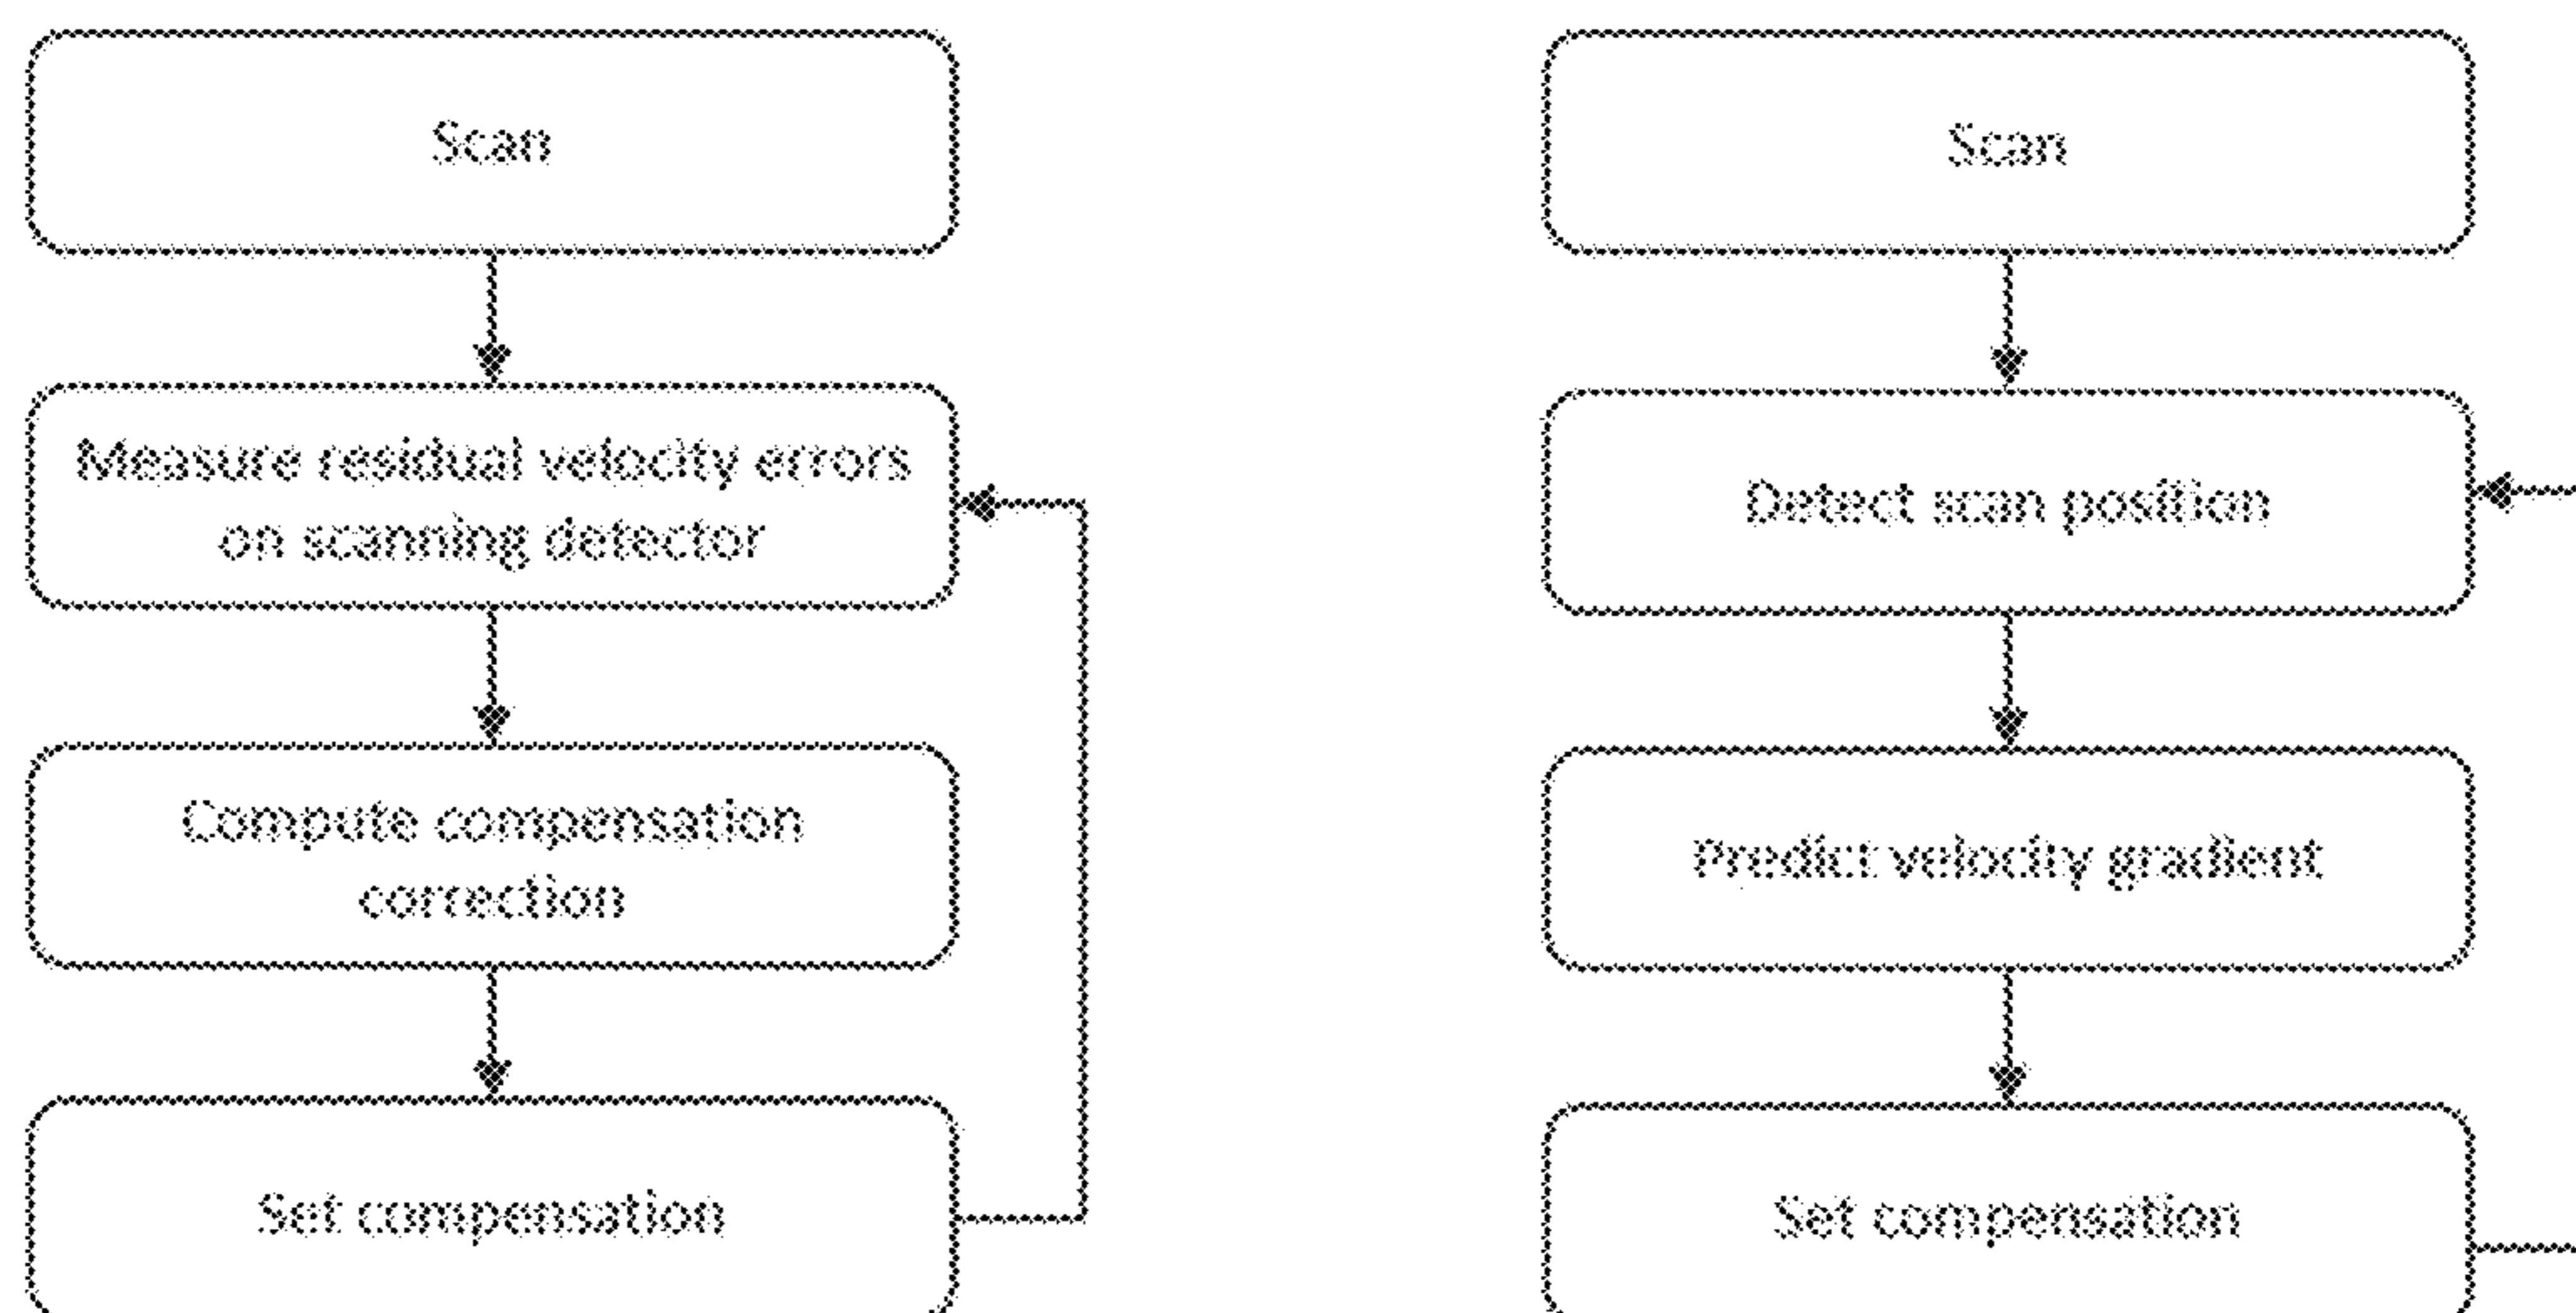 Scan
Measure residual velocity errors
on scanning detector
Compute compensation
correction
Set compensation
Scan
Detect scan position
Predict velocity gradient
Set compensation